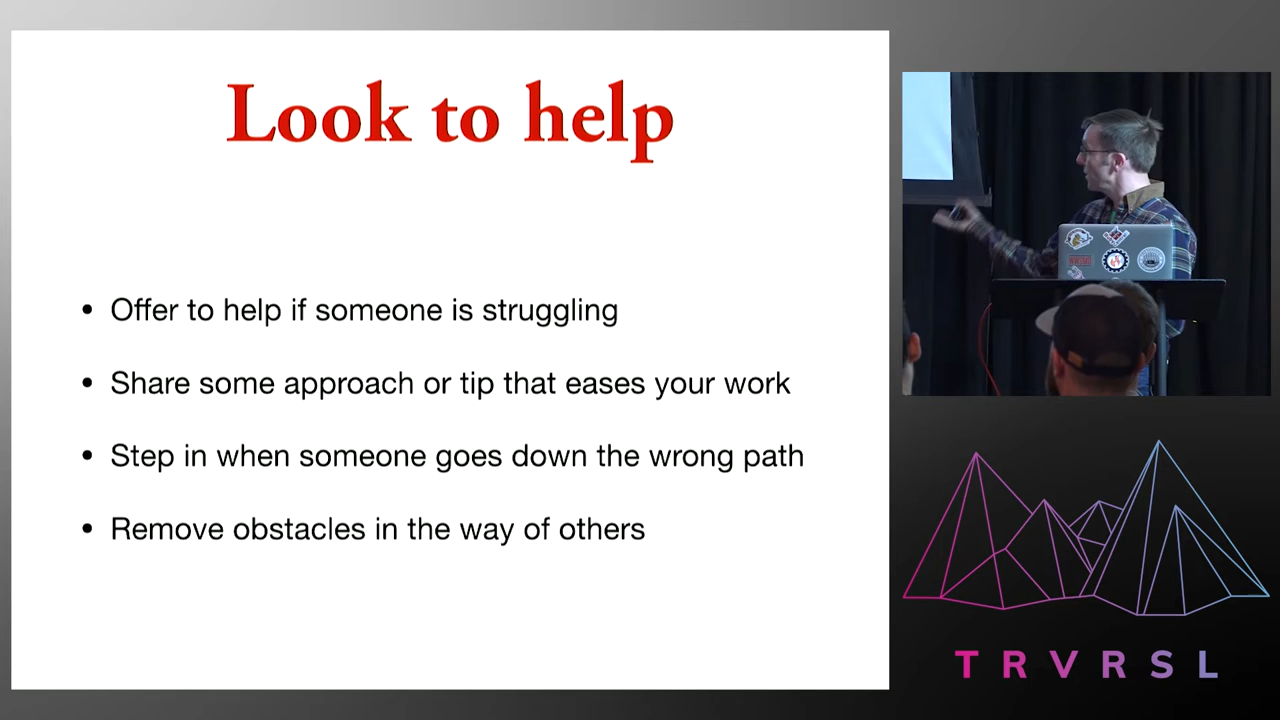 Look to help
• Offer to help if someone is struggling
• Share some approach or tip that eases your work
• Step in when someone goes down the wrong path
• Remove obstacles in the way of others
TRVRSL